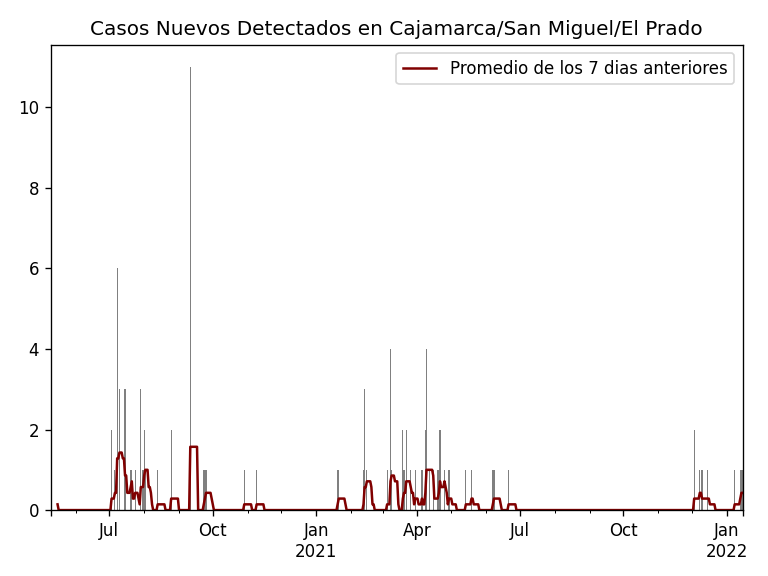 Casos Nuevos Detectados en Cajamarca/San Miguel/El Prado
Promedio de los 7 dias anteriores
10
8
6
4
2
0
Jul
Oct
Jan
2021
Apr
Jul
Oct
Jan
2022